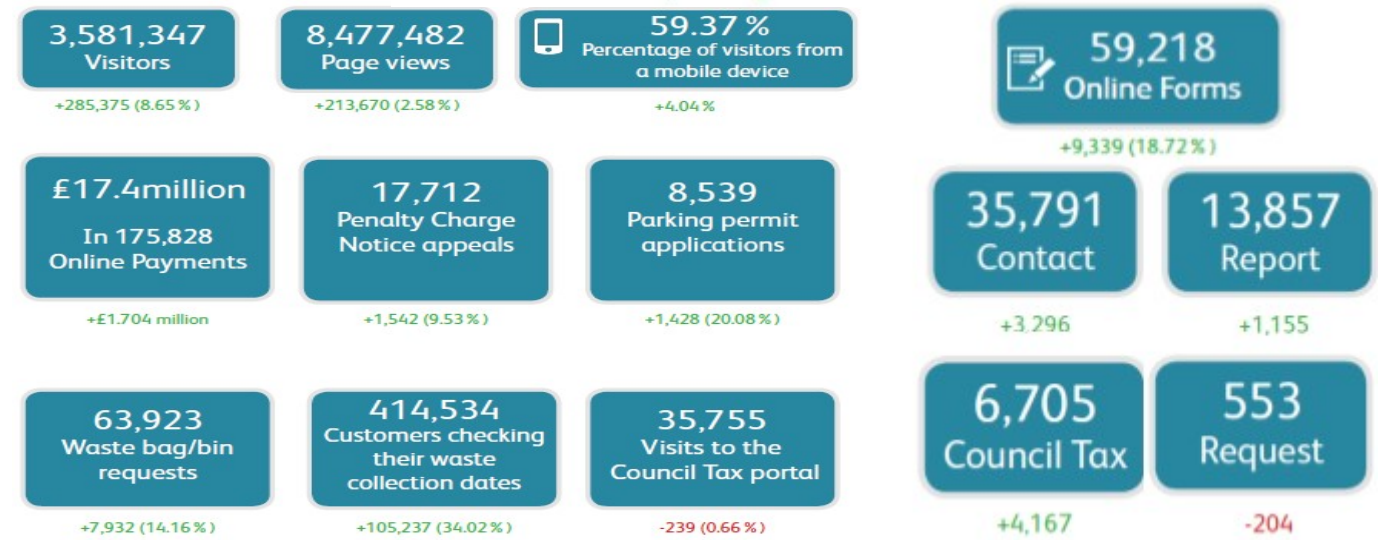 3,581,347
Visitors
+285,375 (8.65%)
8,477,482
Page views
+213,670 (2.58%)
59.37%
Percentage of visitors from
a mobile device
+4.04%
£17.4million
In 175,828
Online Payments
+£1.704 million
17,712
Penalty Charge
Notice appeals
+1,542 (9.53%)
8,539
Parking permit
applications
+1,428 (20.08%)
63,923
Waste bag/bin
requests
+7,932 (14.16%)
414,534
Customers checking
their waste
collection dates
+105,237 (34.02%)
35,755
Visits to the
Council Tax portal
-239 (0.66%)
59,218
Online Forms
+9,339 (18.72%)
35,791
Contact
+3,296
13,857
Report
+1,155
6,705
Council Tax
+4,167
553
Request
-204